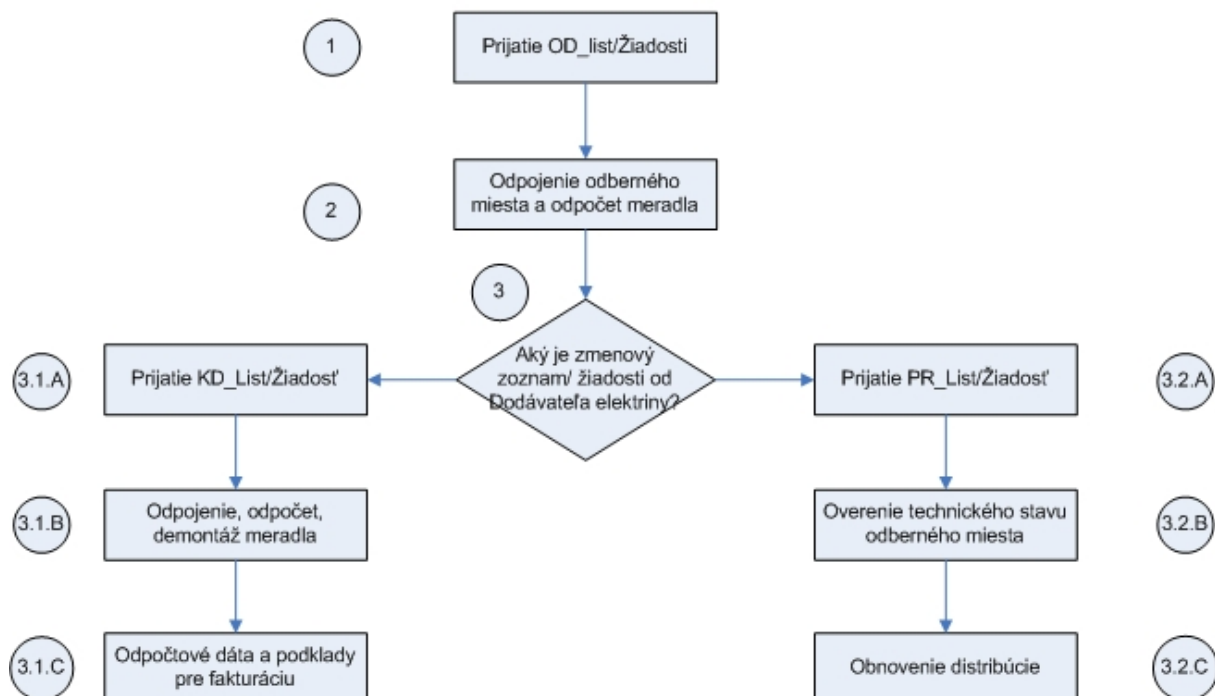 1
Prijatie OD_list/Žiadosti
2
Odpojenie odberného
miesta a odpočet meradla
3
Aký je zmenový
zoznam/ žiadosti od
Dodávateľa elektriny?
3.1.A
Prijatie KD_List/Žiadosť
Prijatie PR_List/Žiadosť
3.2.A
3.1.B
Odpojenie, odpočet,
demontáž meradla
Overenie technického stavu
odberného miesta
3.2.B
3.1.C
Odpočtové dáta a podklady
pre fakturáciu
Obnovenie distribúcie
3.2.C